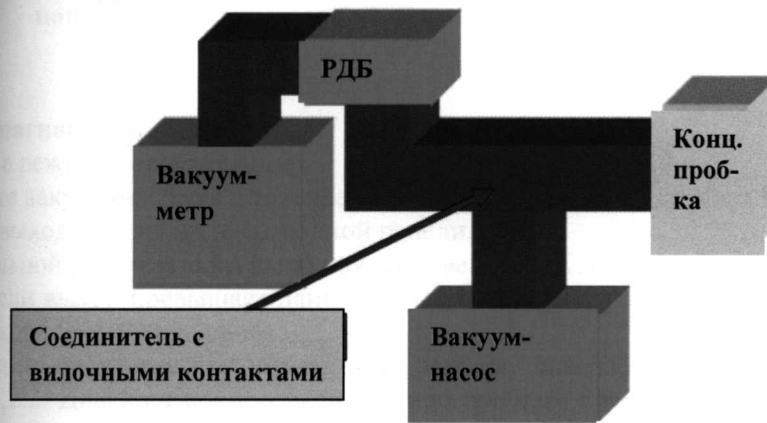 РДБ
Вакуум-
метр
Конц.
проб-
ка
Соединитель с
вилочными контактами
Вакуум-
насос